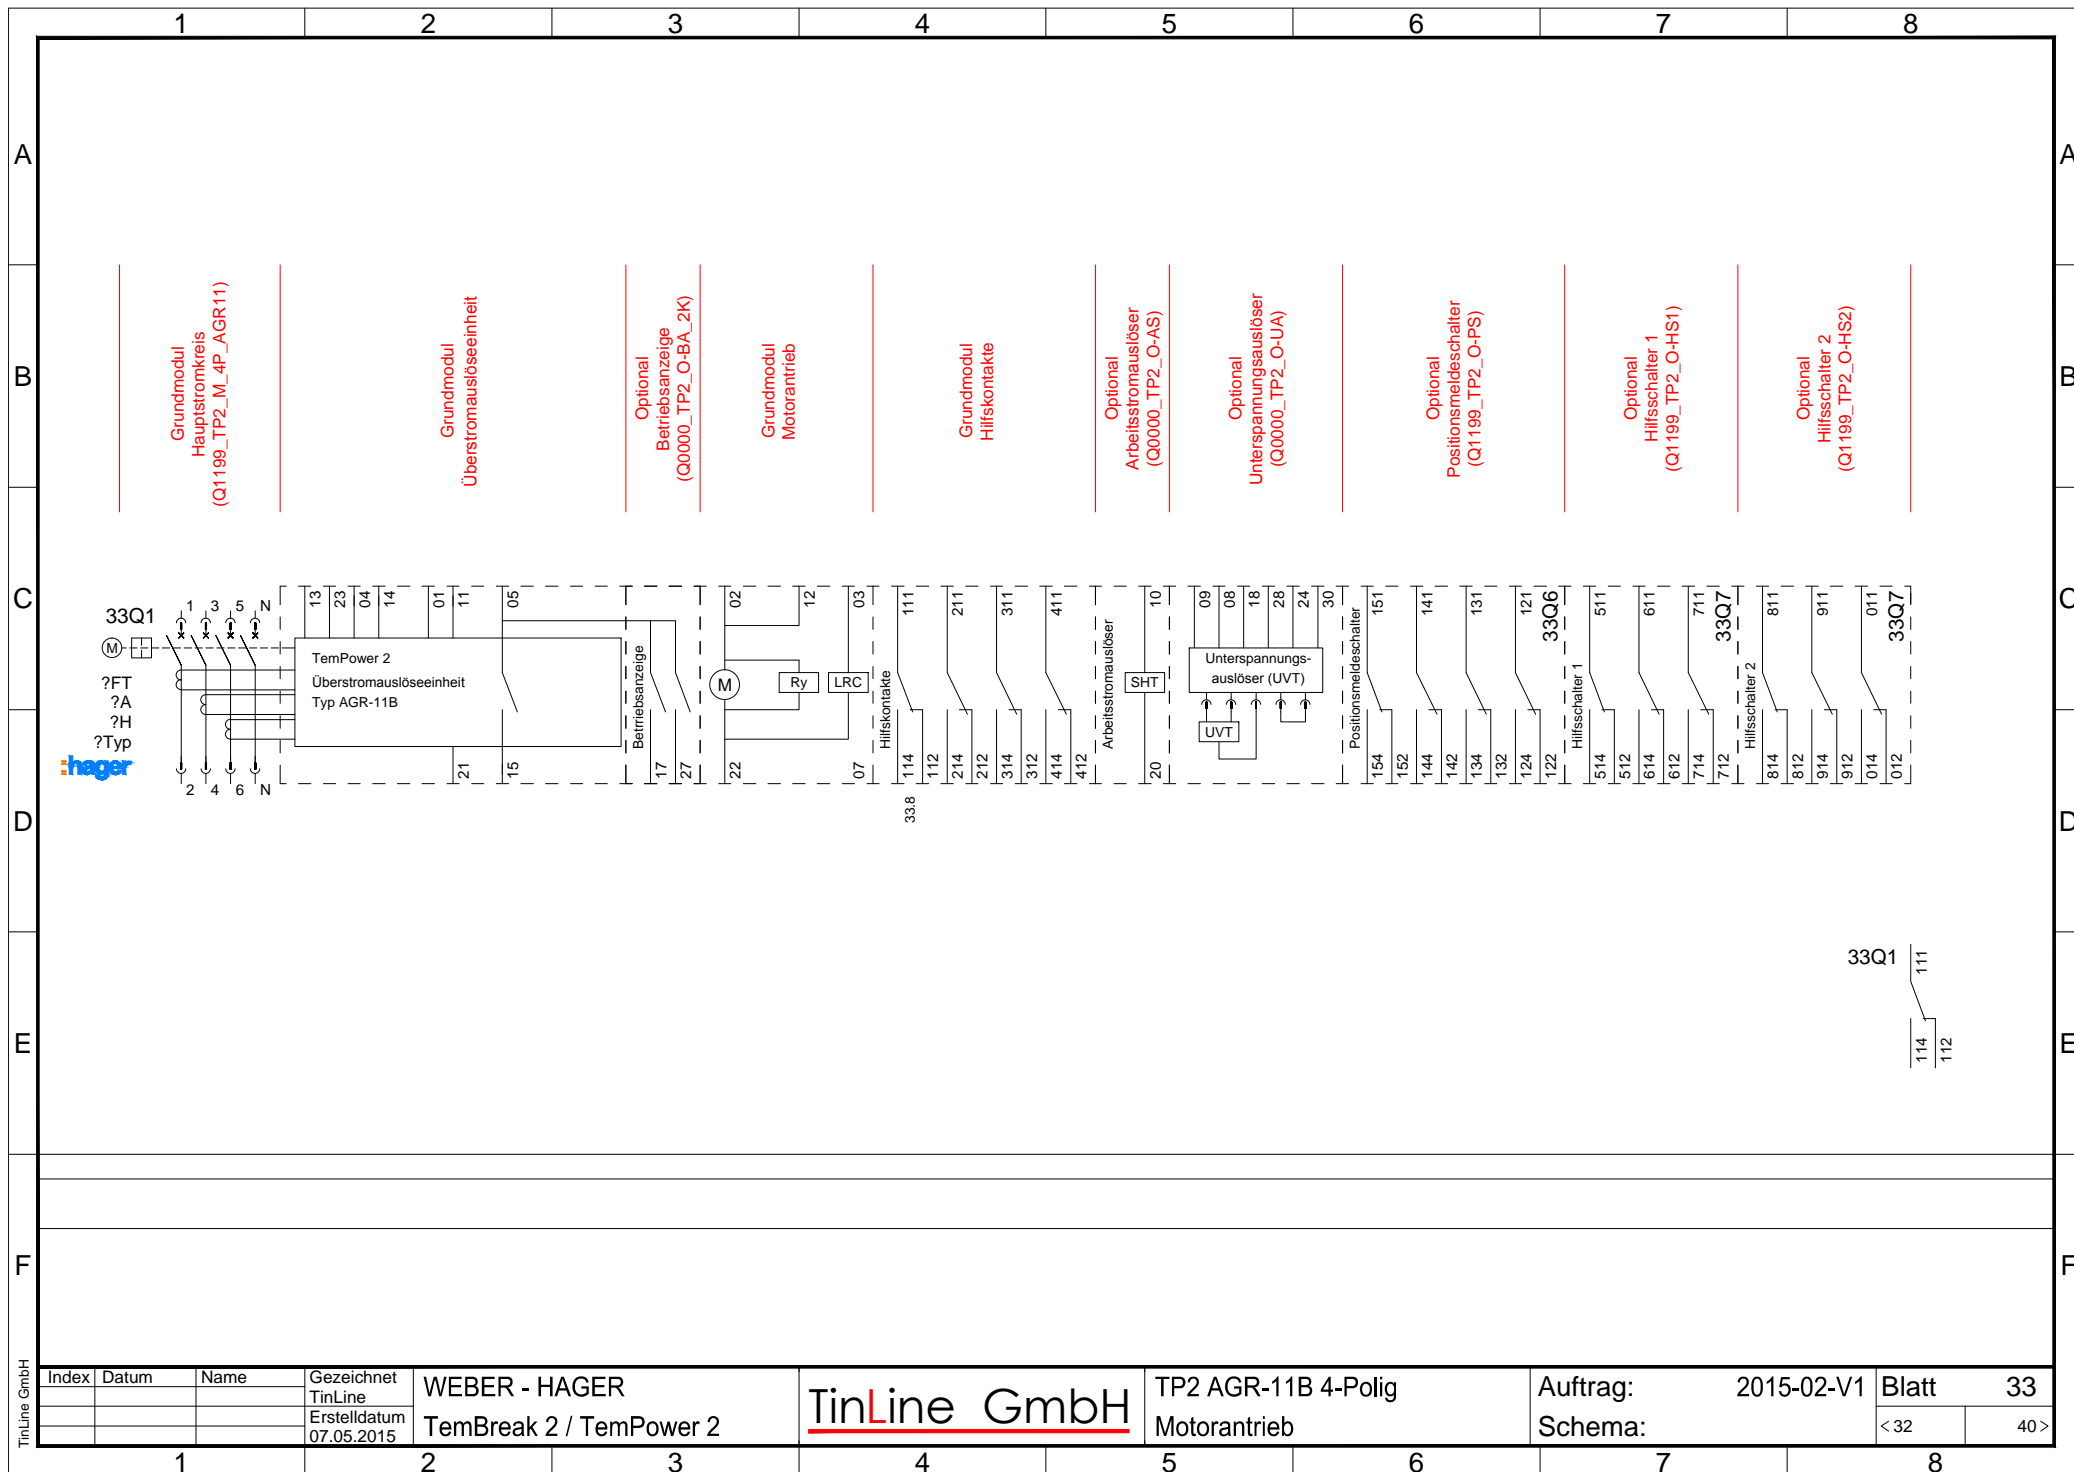 1 2 3 4 5 6 7 8
A A
B B
C C
D D
E E
F F
Grundmodul
Hauptstromkreis
(Q1199_TP2_M_4P_AGR11)
Grundmodul
Überstromauslöseeinheit
Optional
Betriebsanzeige
(Q0000_TP2_O-BA_2K)
Grundmodul
Motorantrieb
Grundmodul
Hilfskontakte
Optional
Arbeitsstromauslöser
(Q0000_TP2_O-AS)
Optional
Unterspannungsauslöser
(Q0000_TP2_O-UA)
Optional
Positionsmeldeschalter
(Q1199_TP2_O-PS)
Optional
Hilfsschalter 1
(Q1199_TP2_O-HS1)
Optional
Hilfsschalter 2
(Q1199_TP2_O-HS2)
33Q1
1 3 5 N
M
?FT
?A
?H
?Typ
:hager
2 4 6 N
13 23 04 14 01 11 05
TemPower 2
Überstromauslöseeinheit
Typ AGR-11B
21 15
Betriebsanzeige
17 27
02 12 03
M Ry LRC
22 07
Hilfskontakte
111 211 311 411
114 112 214 212 314 312 414 412
33.8
Arbeitsstromauslöser
10
SHT
20
09 08 18 28 24 30
Unterspannungs-
auslöser (UVT)
UVT
Positionsmeldeschalter
151 141 131 121
33Q6
154 152 144 142 134 132 124 122
Hilfsschalter 1
511 611 711
33Q7
514 512 614 612 714 712
Hilfsschalter 2
811 911 011
33Q7
814 812 914 912 014 012
33Q1
111
114 112
TinLine GmbH
Index Datum Name
Gezeichnet
TinLine
Erstelldatum
07.05.2015
WEBER - HAGER
TemBreak 2 / TemPower 2
TinLine GmbH
TP2 AGR-11B 4-Polig
Motorantrieb
Auftrag: 2015-02-V1
Schema:
Blatt 33
<32 40>
1 2 3 4 5 6 7 8